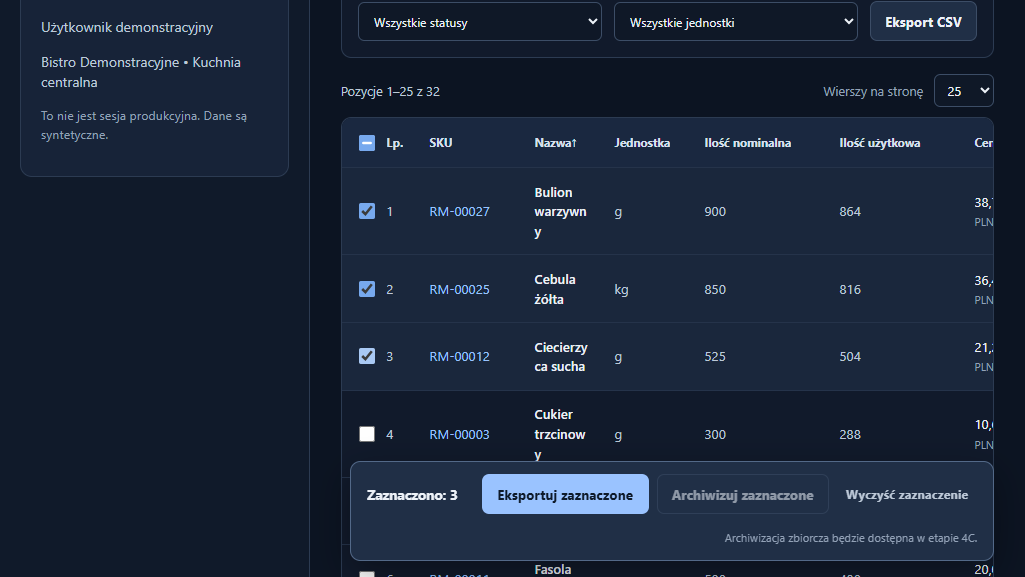 Użytkownik demonstracyjny
Bistro Demonstracyjne • Kuchnia
centralna
To nie jest sesja produkcyjna. Dane są
syntetyczne.
Wszystkie statusy
Wszystkie jednostki
Eksport CSV
Pozycje 1–25 z 32
Wierszy na stronę
25
Lp. SKU Nazwa↑ Jednostka Ilość nominalna Ilość użytkowa
1 RM-00027 Bulion warzywny g 900 864
PLN
2 RM-00025 Cebula żółta kg 850 816
PLN
3 RM-00012 Ciecierzyca sucha g 525 504
PLN
4 RM-00003 Cukier trzcinowy g 300 288
PLN
Zaznaczono: 3
Eksportuj zaznaczone
Archiwizuj zaznaczone
Wyczyść zaznaczenie
Archiwizacja zbiorcza będzie dostępna w etapie 4C.
Fasola